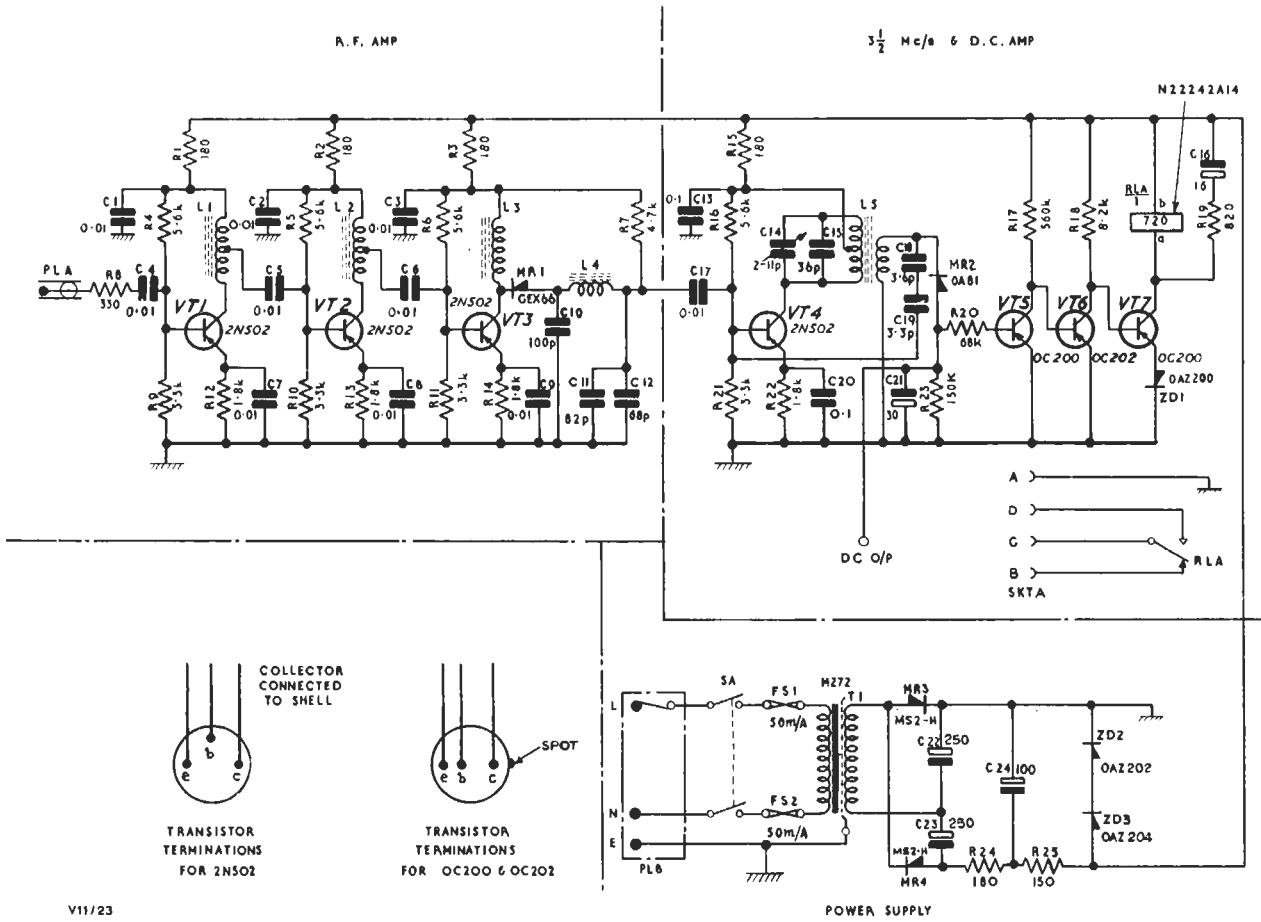 R.F. AMP
3 1/2 Mc/s & D.C. AMP
N22242A14
R1
180
R2
180
R3
180
R15
180
C1
0.01
R4
5.6k
L1
C2
0.01
R5
5.6k
L2
C3
0.01
R6
5.6k
L3
R7
4.7k
C13
0.1
R16
5.6k
C14
2-11p
C15
36p
L5
C18
3.6p
C19
3.3p
MR2
OA81
R17
560k
R18
8.2k
RLA
1
b
720
a
C16
16
R19
820
PLA
R8
330
C4
0.01
VT1
2N502
C5
0.01
VT2
2N502
C6
0.01
2N502
VT3
MR1
GEX66
L4
C10
100p
C17
0.01
VT4
2N502
R20
68k
VT5
OC200
VT6
OC202
VT7
OC200
OAZ200
ZD1
R9
3.3k
R12
1.8k
C7
0.01
R10
3.3k
R13
1.8k
C8
0.01
R11
3.3k
R14
1.8k
C9
0.01
C11
82p
C12
68p
R21
3.3k
R22
1.8k
C20
0.1
C21
30
R23
150K
DC O/P
A
D
C
B
SKTA
RLA
COLLECTOR
CONNECTED
TO SHELL
e
b
c
TRANSISTOR
TERMINATIONS
FOR 2N502
e
b
c
SPOT
TRANSISTOR
TERMINATIONS
FOR OC200 & OC202
L
N
E
PLB
SA
FS1
50m/A
FS2
50m/A
M272
T1
MR3
MS2-H
C22
250
C23
250
MS2-H
MR4
C24
100
R24
180
R25
150
ZD2
OAZ202
ZD3
OAZ204
V11/23
POWER SUPPLY